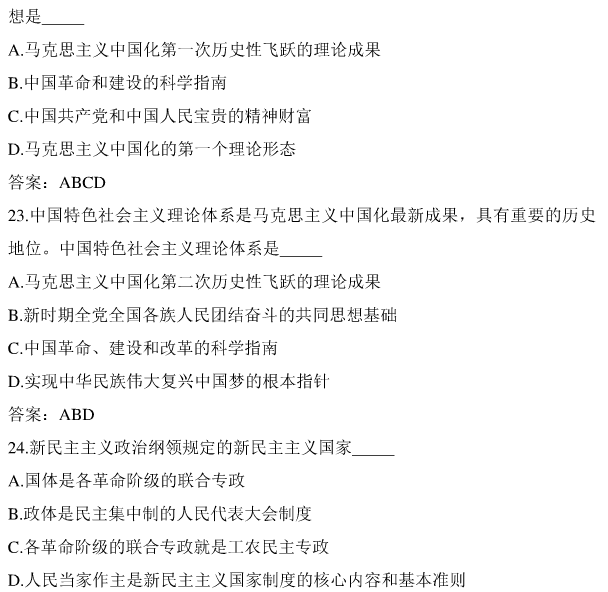 想是_____
A.马克思主义中国化第一次历史性飞跃的理论成果
B.中国革命和建设的科学指南
C.中国共产党和中国人民宝贵的精神财富
D.马克思主义中国化的第一个理论形态
答案：ABCD
23.中国特色社会主义理论体系是马克思主义中国化最新成果，具有重要的历史
地位。中国特色社会主义理论体系是_____
A.马克思主义中国化第二次历史性飞跃的理论成果
B.新时期全党全国各族人民团结奋斗的共同思想基础
C.中国革命、建设和改革的科学指南
D.实现中华民族伟大复兴中国梦的根本指针
答案：ABD
24.新民主主义政治纲领规定的新民主主义国家_____
A.国体是各革命阶级的联合专政
B.政体是民主集中制的人民代表大会制度
C.各革命阶级的联合专政就是工农民主专政
D.人民当家作主是新民主主义国家制度的核心内容和基本准则